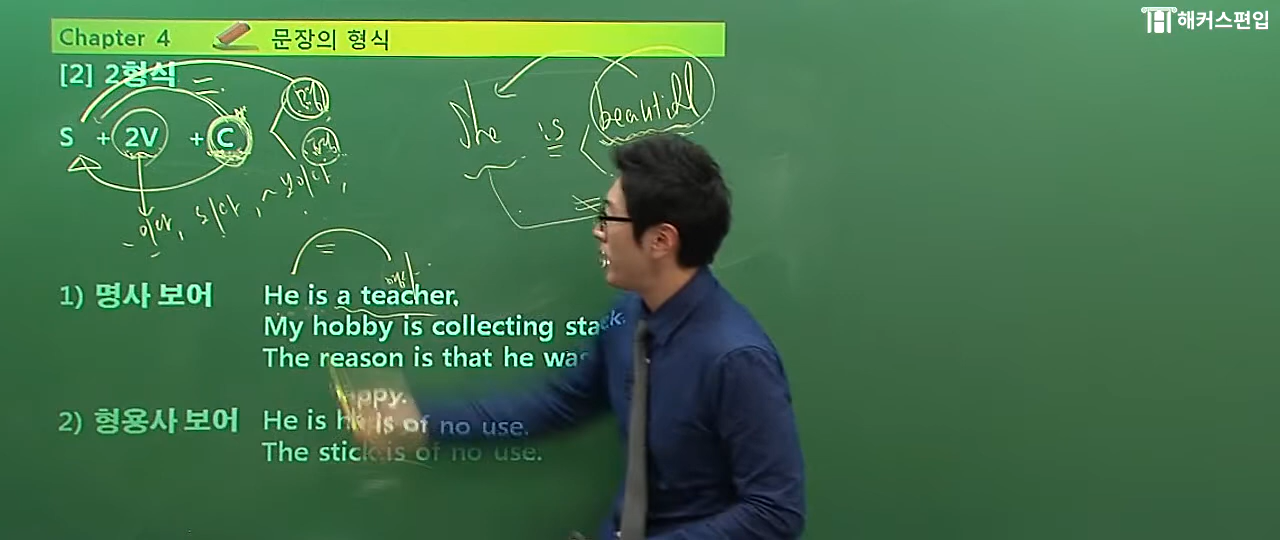 해커스편입
Chapter 4 문장의 형식
[2] 2형식
S + 2V + C
She is beautiful
=
-이다, 되다, ~보이다,
1) 명사 보어 He is a teacher.
My hobby is collecting
The reason is that he was
2) 형용사 보어 He is
The stick is of no use.